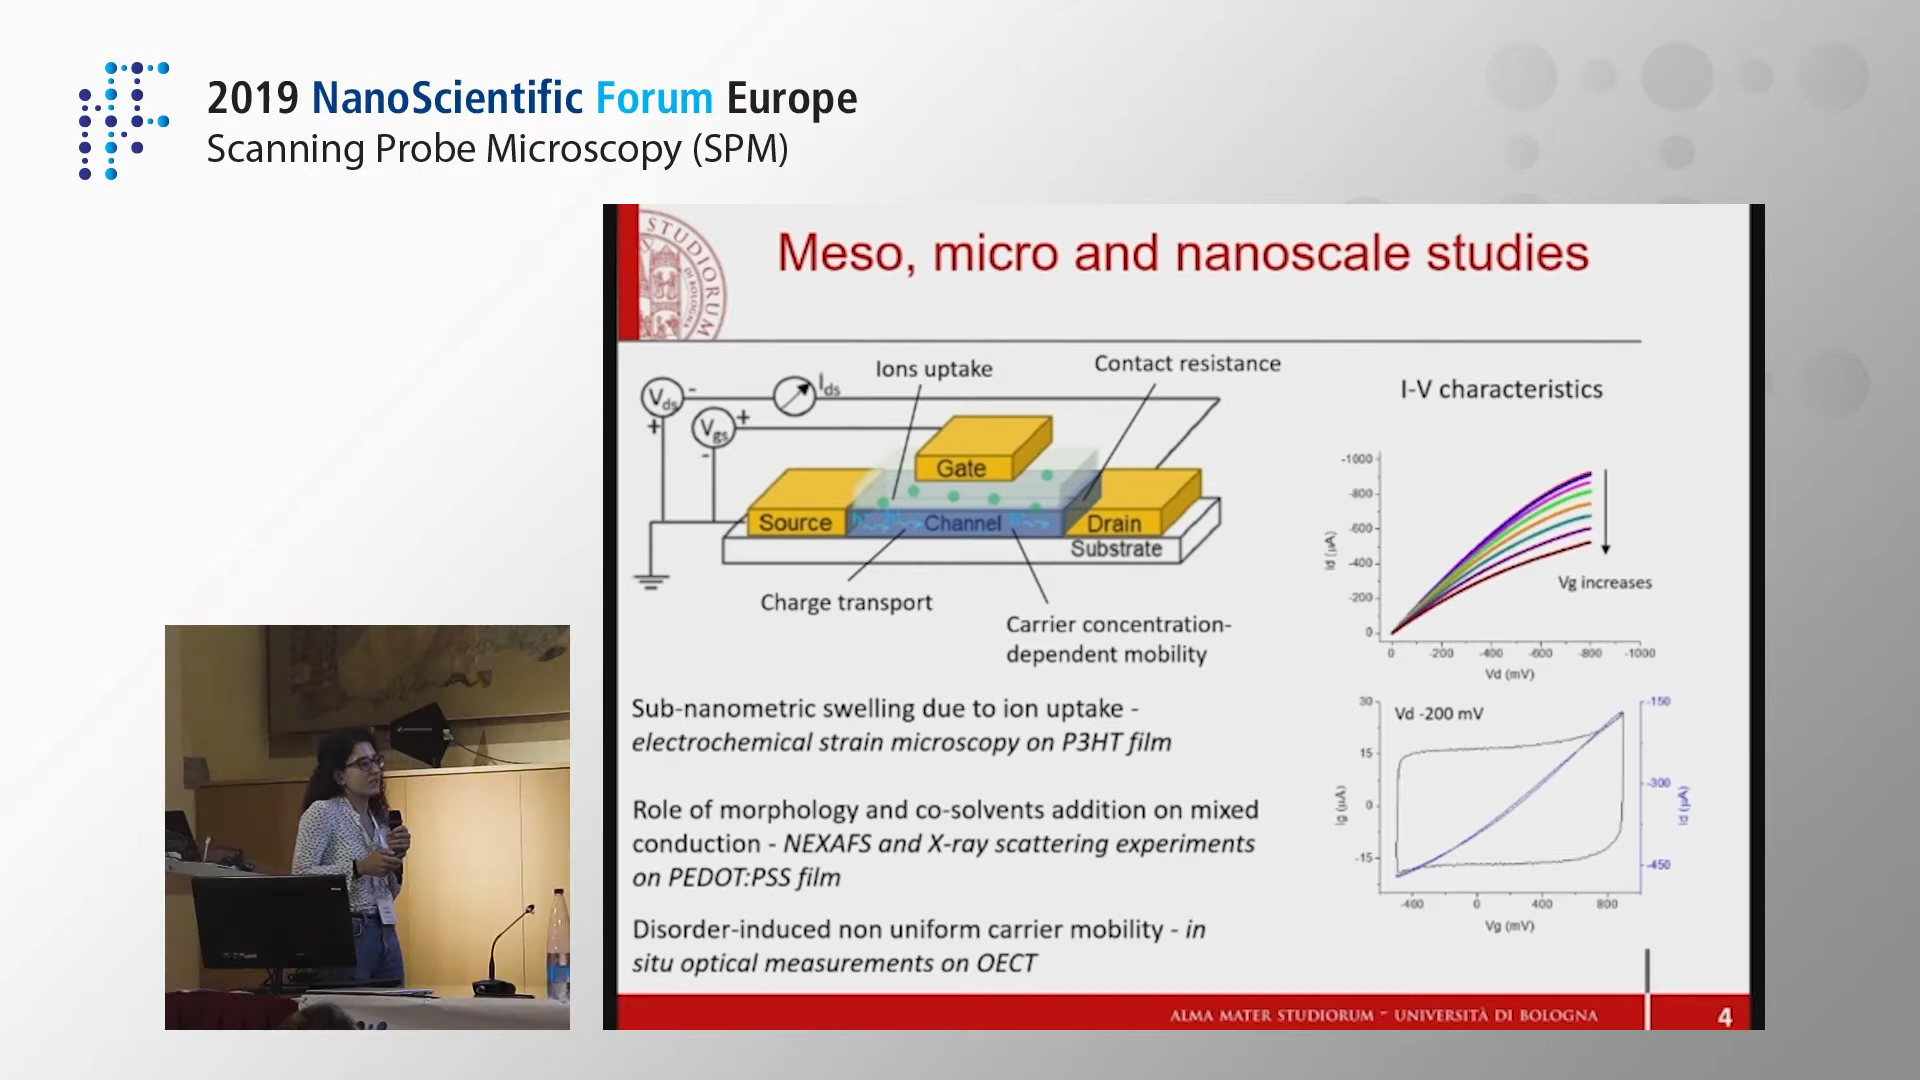 2019 NanoScientific Forum Europe
Scanning Probe Microscopy (SPM)
STUDIORUM
DI BOLOGNA
Meso, micro and nanoscale studies
Ions uptake
Contact resistance
I-V characteristics
Vds
-
Ids
+
Vgs
+
-
Gate
Source
Channel
Drain
Substrate
Charge transport
Carrier concentration-
dependent mobility
-1000
-800
-600
-400
-200
0
Id (µA)
Vg increases
0 -200 -400 -600 -800 -1000
Vd (mV)
Sub-nanometric swelling due to ion uptake -
electrochemical strain microscopy on P3HT film
Role of morphology and co-solvents addition on mixed
conduction - NEXAFS and X-ray scattering experiments
on PEDOT:PSS film
Disorder-induced non uniform carrier mobility - in
situ optical measurements on OECT
Vd -200 mV
30
15
0
-15
Ig (µA)
-150
-300
-450
Id (µA)
-400 0 400 800
Vg (mV)
ALMA MATER STUDIORUM - UNIVERSITÀ DI BOLOGNA
4